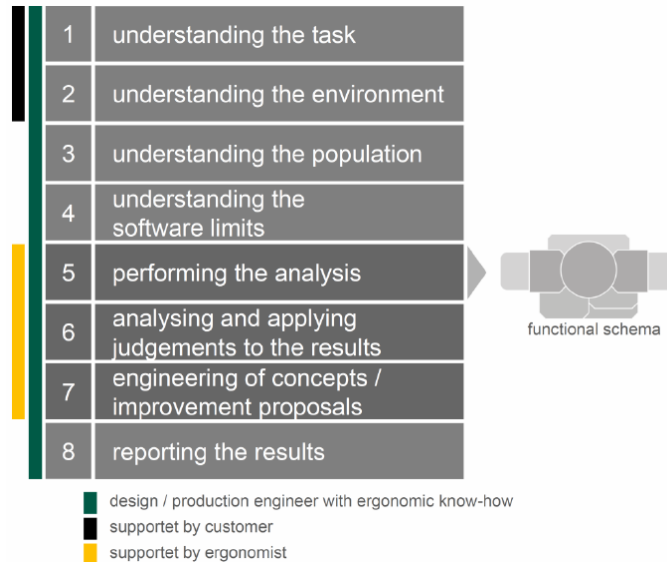 1 understanding the task
2 understanding the environment
3 understanding the population
4 understanding the
software limits
5 performing the analysis
6 analysing and applying
judgements to the results
7 engineering of concepts /
improvement proposals
8 reporting the results
functional schema
design / production engineer with ergonomic know-how
supportet by customer
supportet by ergonomist